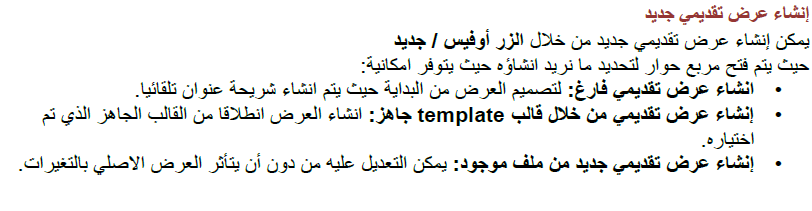 إنشاء عرض تقديمي جديد
يمكن إنشاء عرض تقديمي جديد من خلال الزر أوفيس / جديد
حيث يتم فتح مربع حوار لتحديد ما نريد انشاؤه حيث يتوفر امكانية:
• انشاء عرض تقديمي فارغ: لتصميم العرض من البداية حيث يتم انشاء شريحة عنوان تلقائيا.
• إنشاء عرض تقديمي من خلال قالب template جاهز: انشاء العرض انطلاقا من القالب الجاهز الذي تم
اختياره.
• إنشاء عرض تقديمي جديد من ملف موجود: يمكن التعديل عليه من دون أن يتأثر العرض الاصلي بالتغيرات.